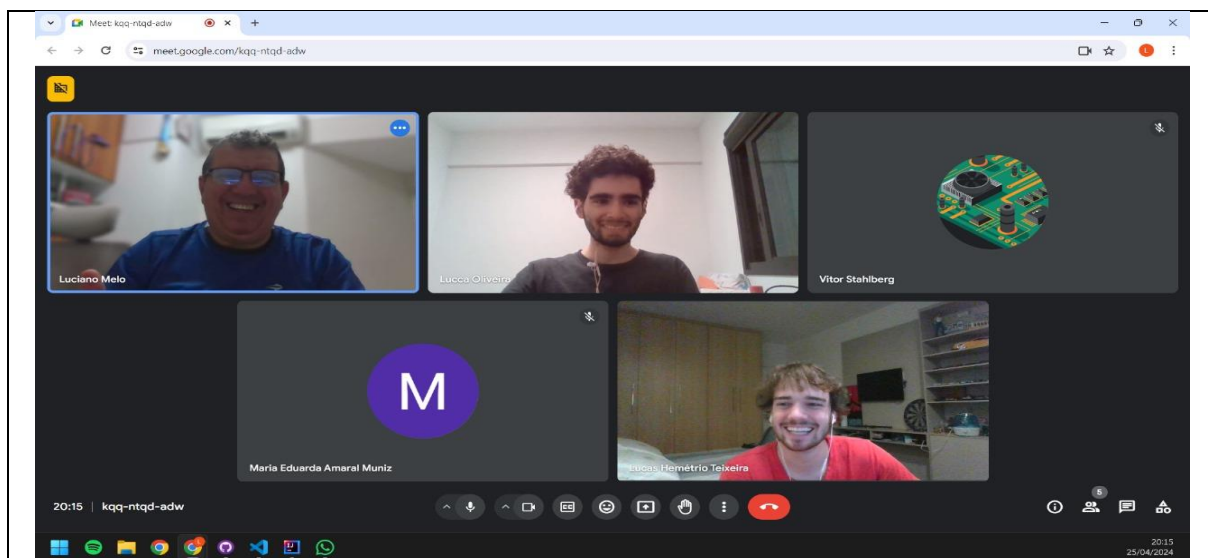 Meet: kqq-ntqd-adw
meet.google.com/kqq-ntqd-adw
L
Luciano Melo
Lucca Oliveira
Vitor Stahlberg
M
Maria Eduarda Amaral Muniz
Lucas Hemétrio Teixeira
20:15 | kqq-ntqd-adw
CC
5
20:15
25/04/2024